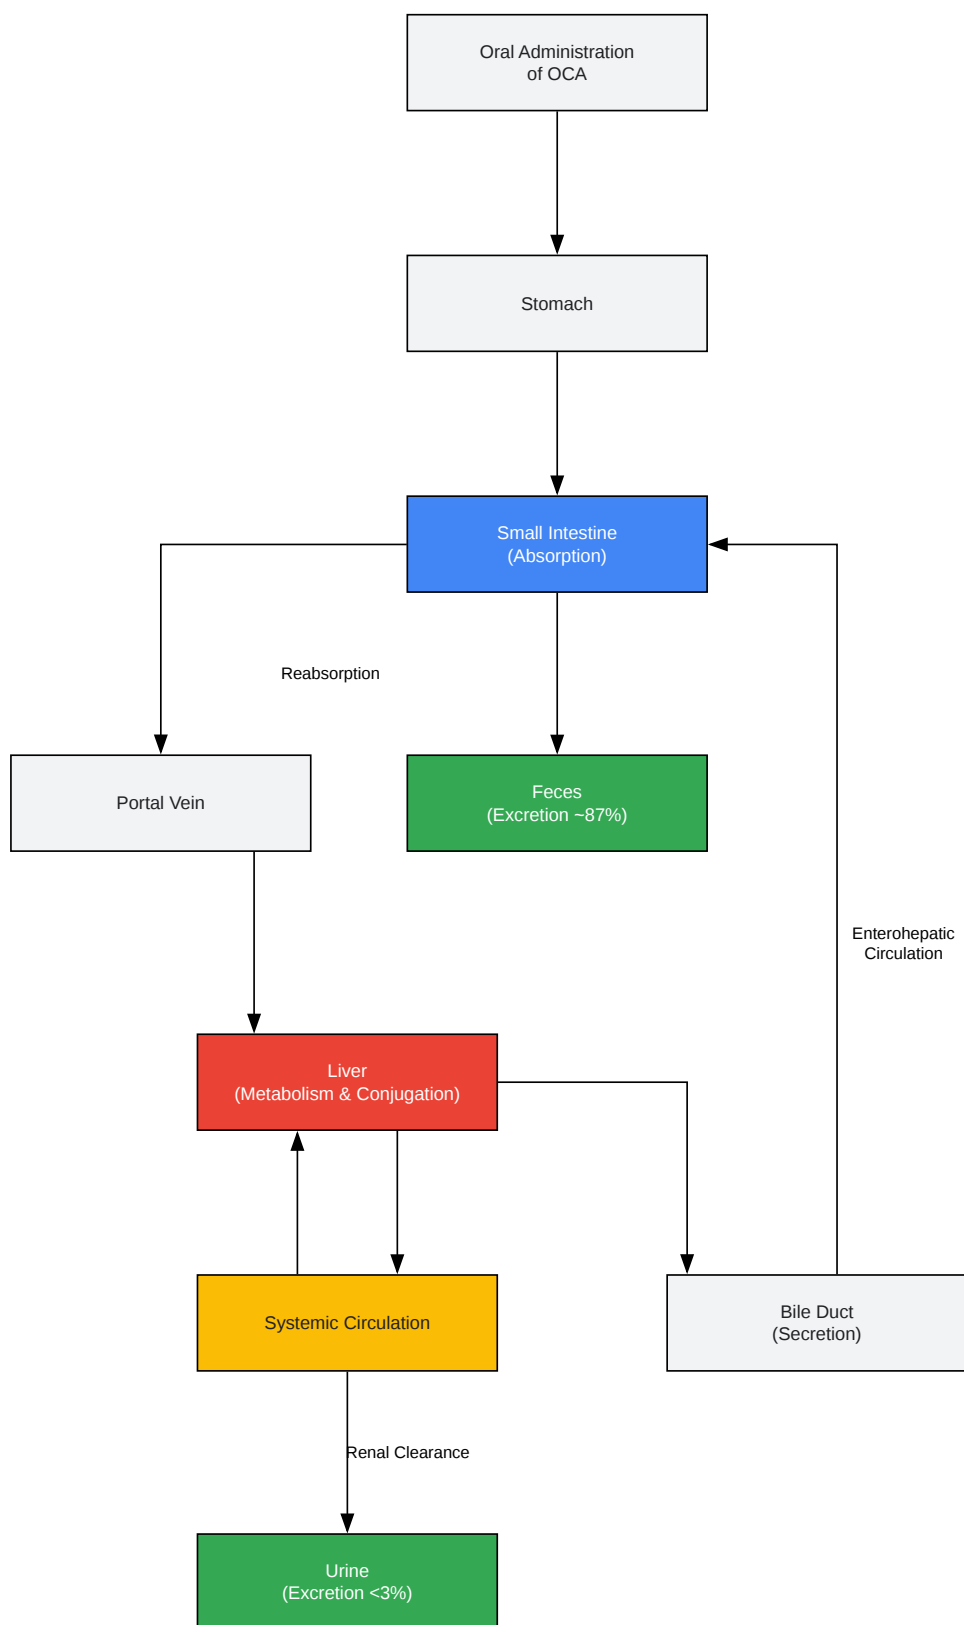 Oral Administration
of OCA
Stomach
Small Intestine
(Absorption)
Reabsorption
Portal Vein
Feces
(Excretion ~87%)
Enterohepatic
Circulation
Liver
(Metabolism & Conjugation)
Systemic Circulation
Bile Duct
(Secretion)
Renal Clearance
Urine
(Excretion <3%)